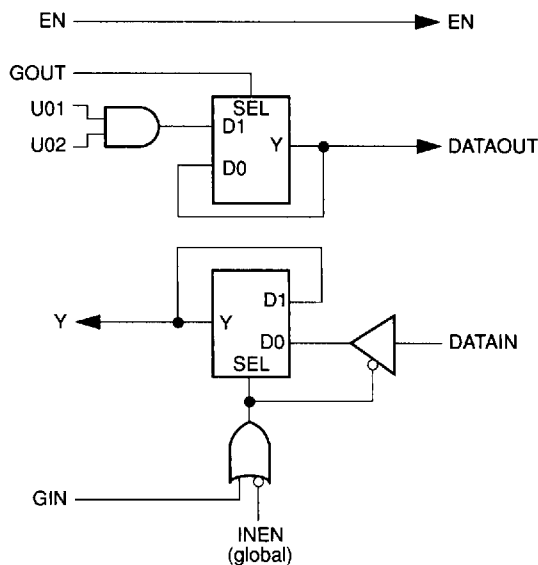 EN EN
GOUT
U01
U02
SEL
D1
Y
D0
DATAOUT
Y
Y
D1
D0
SEL
DATAIN
GIN
INEN
(global)